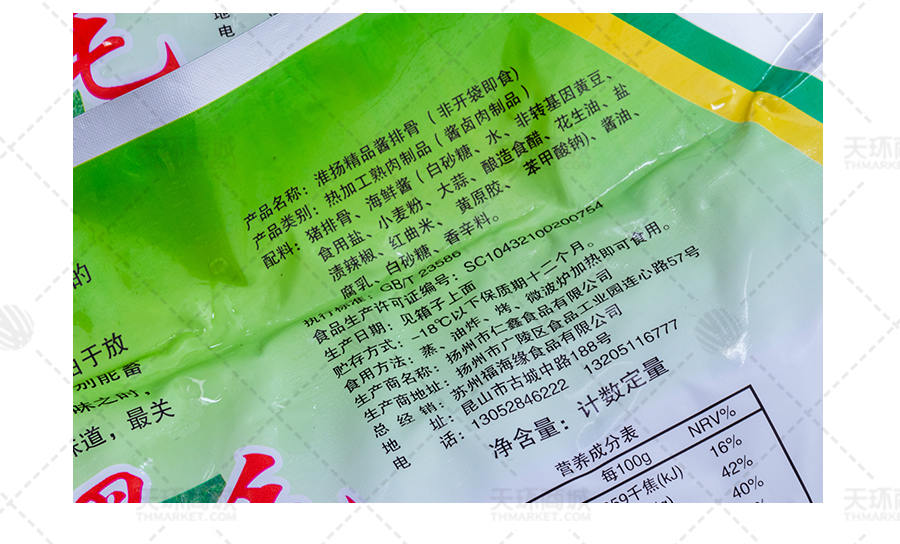 地
电
产品名称：淮扬精品酱排骨（非开袋即食）
产品类别：热加工熟肉制品（酱卤肉制品）
配料：猪排骨、海鲜酱（白砂糖、水、非转基因黄豆、
食用盐、小麦粉、大蒜、酿造食醋、花生油、盐
渍辣椒、红曲米、黄原胶、苯甲酸钠)、酱油、
腐乳、白砂糖、香辛料。
执行标准：GB/T 23586
食品生产许可证编号：SC10432100200754
生产日期：见箱子上面
贮存方式：-18℃以下保质期十二个月。
食用方法：蒸、油炸、烤、微波炉加热即可食用。
生产商名称：扬州市仁鑫食品有限公司
生产商地址：扬州市广陵区食品工业园连心路57号
总经销：苏州福海缘食品有限公司
地址：昆山市古城中路188号
电话：13052846222 13205116777
净含量：计数定量
营养成分表
每100g NRV%
59千焦(kJ) 16%
42%
40%
的
由于放
别能蓄
味之时，
味道，最关
天环商城
THMARKET.COM